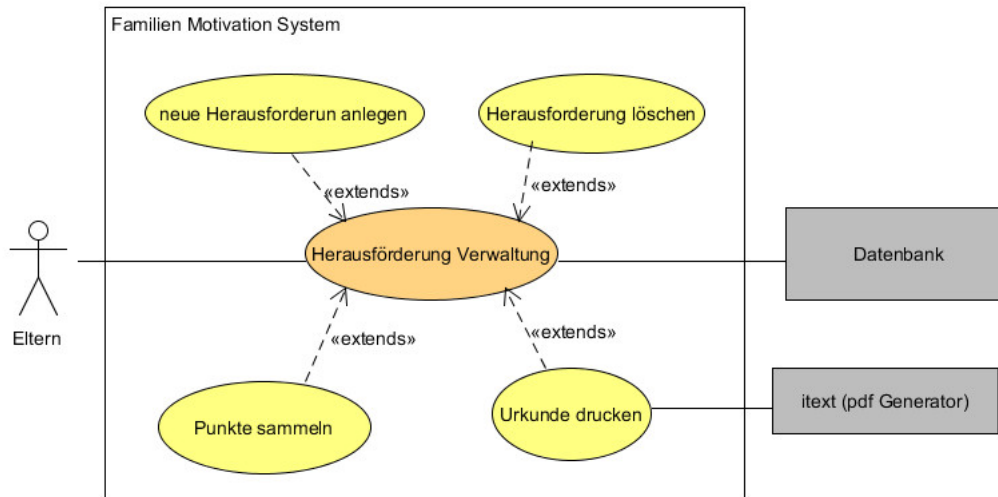 Familien Motivation System
neue Herausforderun anlegen
Herausforderung löschen
«extends»
«extends»
Herausförderung Verwaltung
Datenbank
Eltern
«extends»
«extends»
Punkte sammeln
Urkunde drucken
itext (pdf Generator)